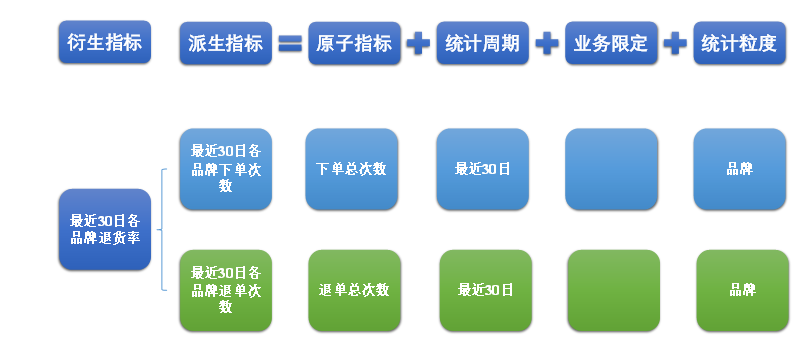 衍生指标
派生指标 = 原子指标 + 统计周期 + 业务限定 + 统计粒度
最近30日各
品牌退货率
最近30日各
品牌下单次
数
下单总次数
最近30日
品牌
最近30日各
品牌退单次
数
退单总次数
最近30日
品牌